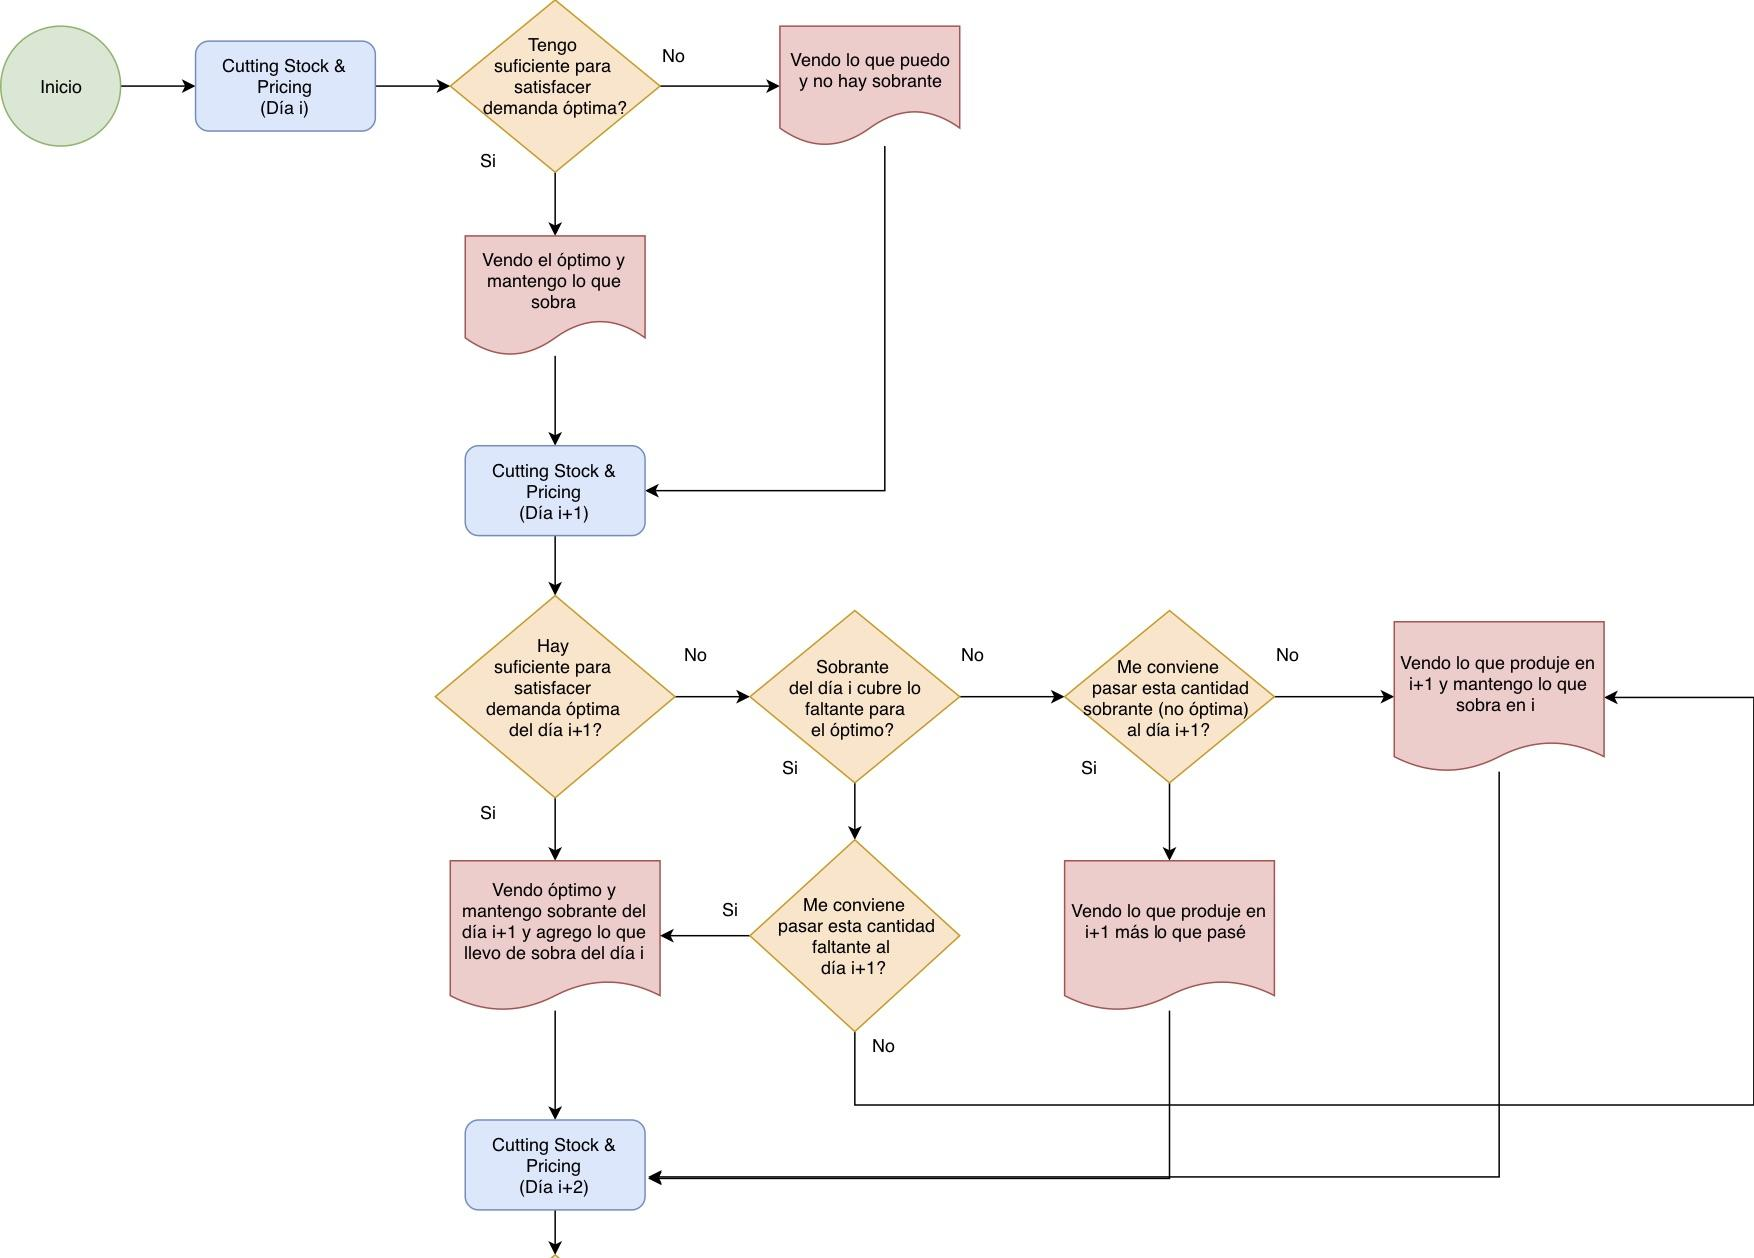 Inicio
Cutting Stock &
Pricing
(Día i)
Tengo
suficiente para
satisfacer
demanda óptima?
No
Vendo lo que puedo
y no hay sobrante
Si
Vendo el óptimo y
mantengo lo que
sobra
Cutting Stock &
Pricing
(Día i+1)
Hay
suficiente para
satisfacer
demanda óptima
del día i+1?
No
Sobrante
del día i cubre lo
faltante para
el óptimo?
No
Me conviene
pasar esta cantidad
sobrante (no óptima)
al día i+1?
No
Vendo lo que produje en
i+1 y mantengo lo que
sobra en i
Si
Si
Si
Vendo óptimo y
mantengo sobrante del
día i+1 y agrego lo que
llevo de sobra del día i
Si
Me conviene
pasar esta cantidad
faltante al
día i+1?
Vendo lo que produje en
i+1 más lo que pasé
No
Cutting Stock &
Pricing
(Día i+2)